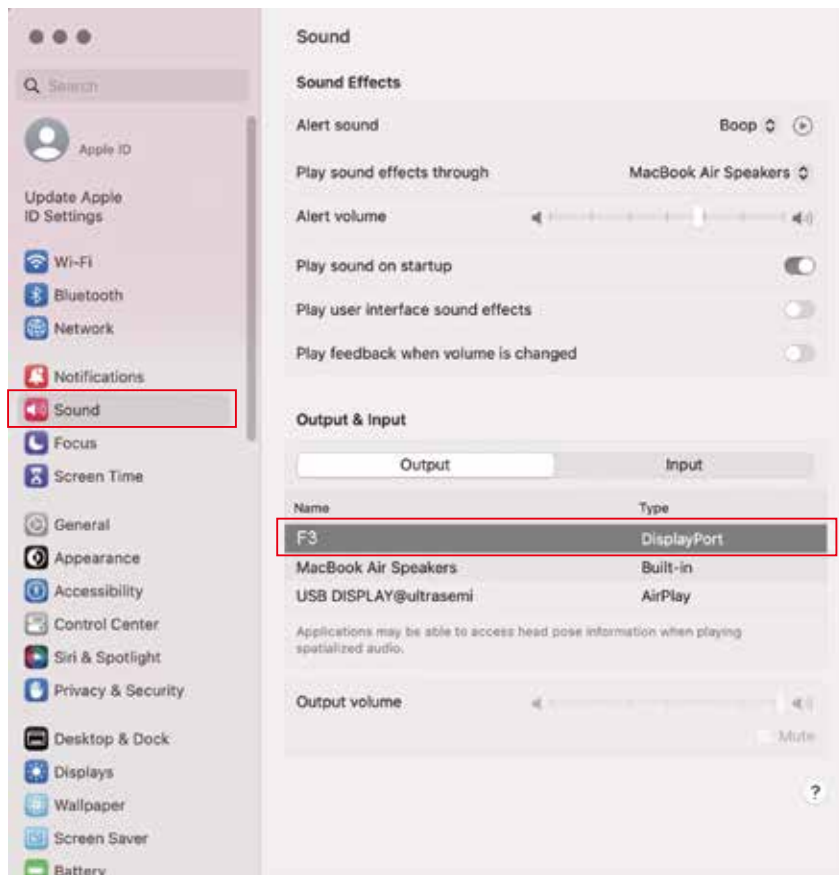 Search
Apple ID
Update Apple
ID Settings
Wi-Fi
Bluetooth
Network
Notifications
Sound
Focus
Screen Time
General
Appearance
Accessibility
Control Center
Siri & Spotlight
Privacy & Security
Desktop & Dock
Displays
Wallpaper
Screen Saver
Battery
Sound
Sound Effects
Alert sound Boop
Play sound effects through MacBook Air Speakers
Alert volume
Play sound on startup
Play user interface sound effects
Play feedback when volume is changed
Output & Input
Output Input
Name Type
F3 DisplayPort
MacBook Air Speakers Built-in
USB DISPLAY@ultrasemi AirPlay
Applications may be able to access head pose information when playing
spatialized audio.
Output volume
Mute
?